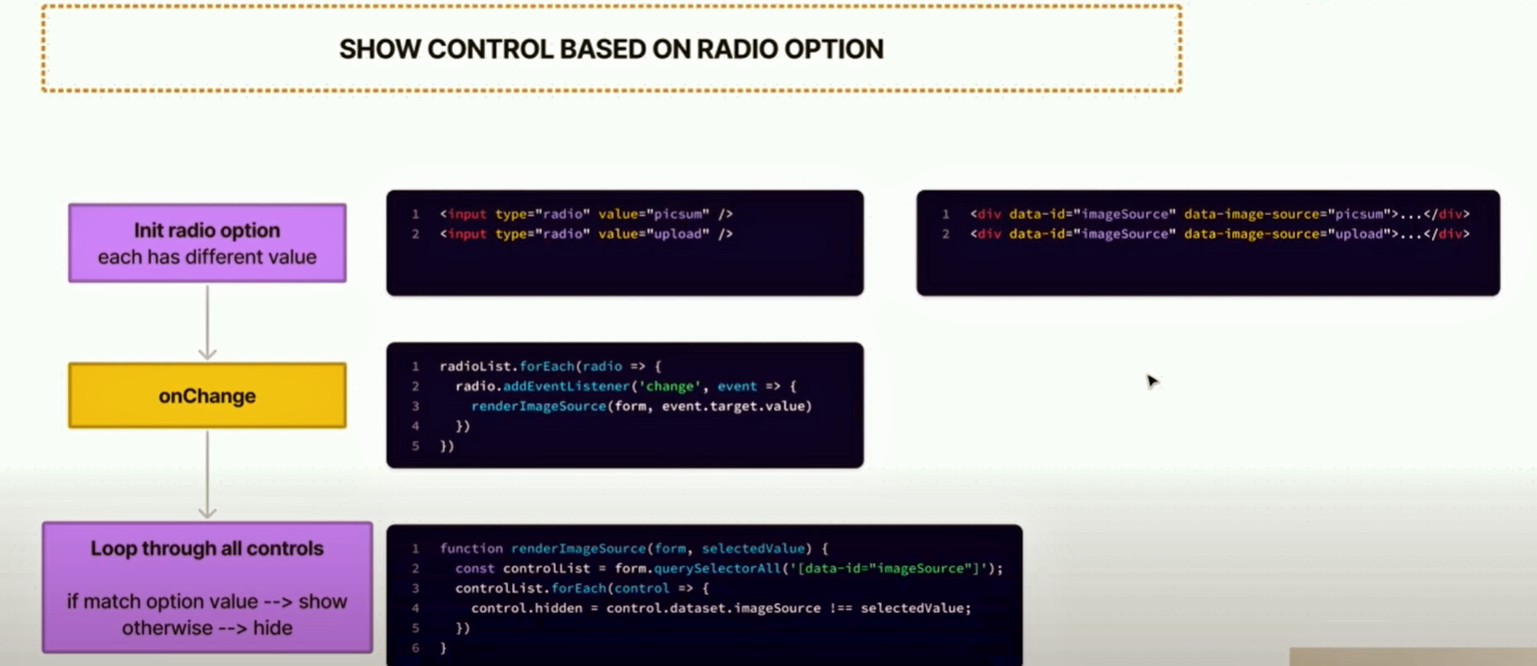 SHOW CONTROL BASED ON RADIO OPTION
Init radio option
each has different value
1 <input type="radio" value="picsum" />
2 <input type="radio" value="upload" />
1 <div data-id="imageSource" data-image-source="picsum">...</div>
2 <div data-id="imageSource" data-image-source="upload">...</div>
onChange
1 radioList.forEach(radio => {
2   radio.addEventListener('change', event => {
3     renderImageSource(form, event.target.value)
4   })
5 })
Loop through all controls
if match option value --> show
otherwise --> hide
1 function renderImageSource(form, selectedValue) {
2   const controlList = form.querySelectorAll('[data-id="imageSource"]');
3   controlList.forEach(control => {
4     control.hidden = control.dataset.imageSource !== selectedValue;
5   })
6 }